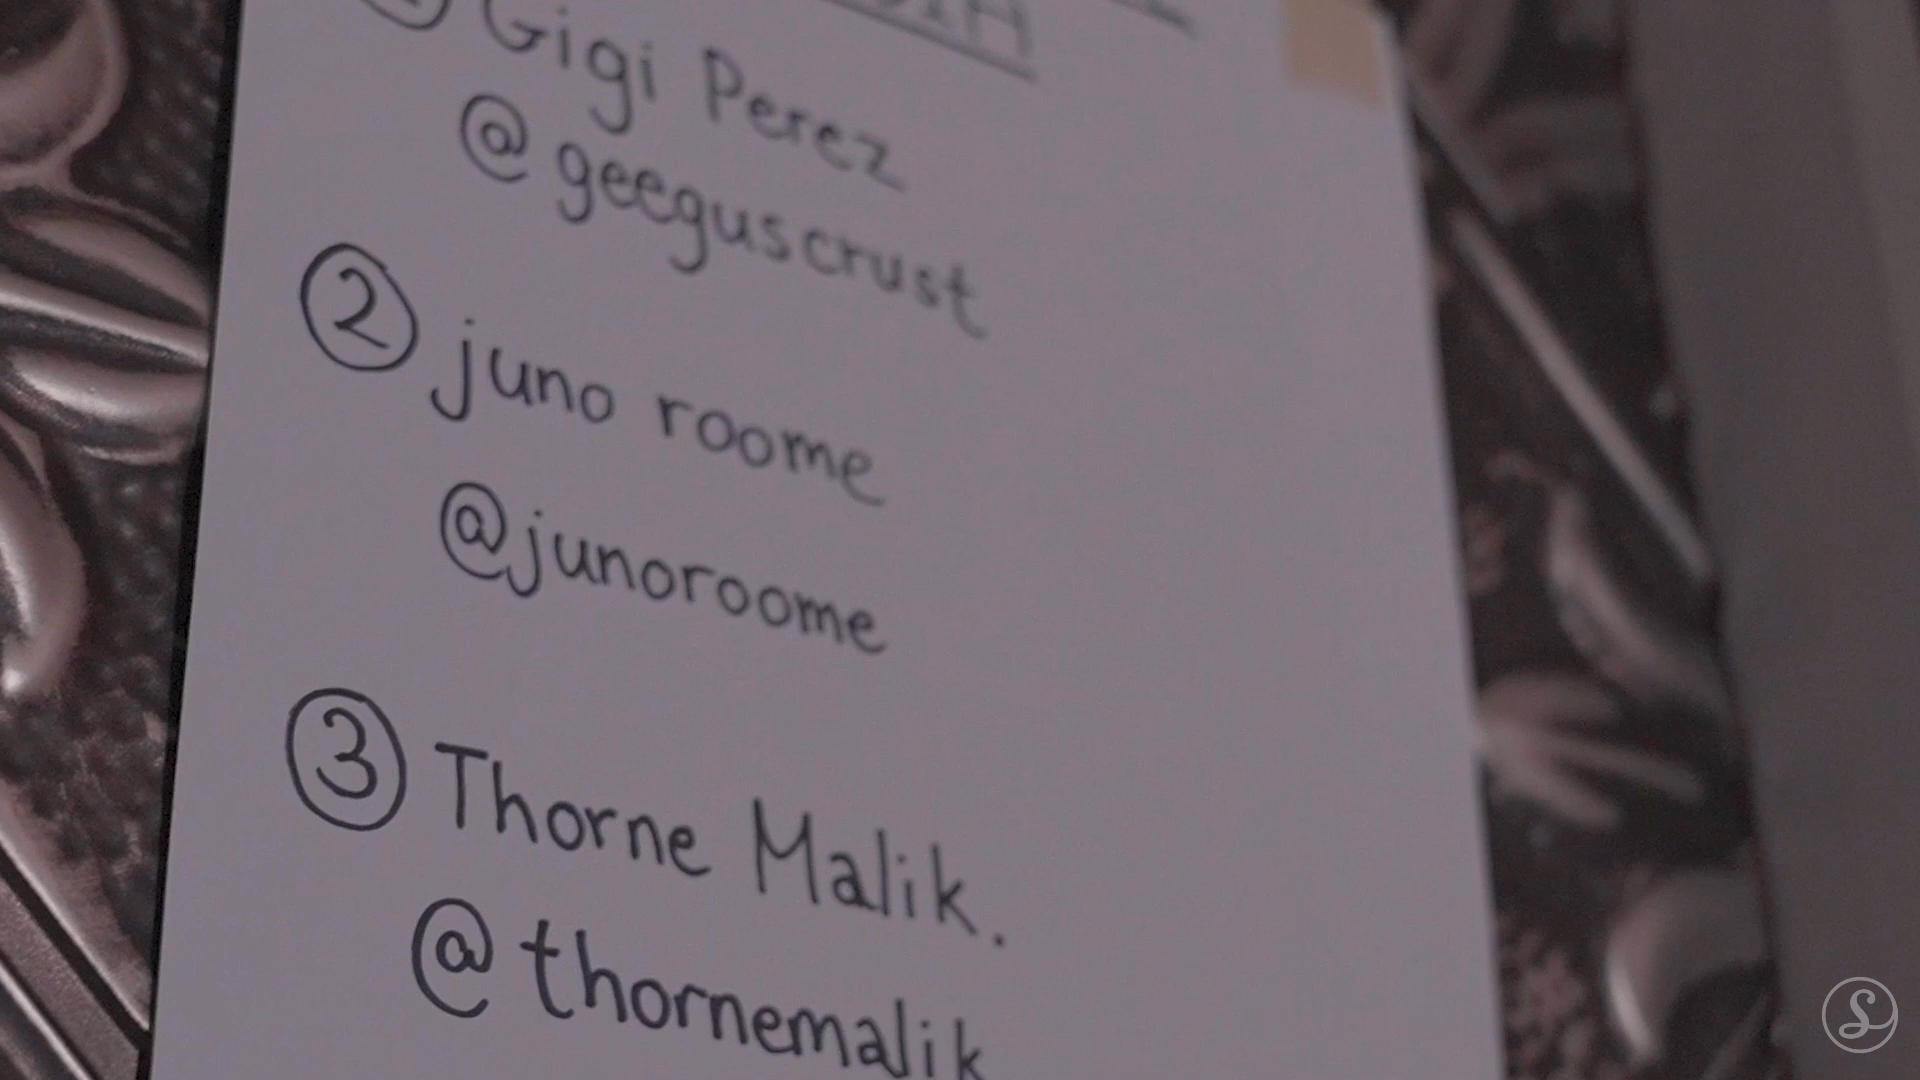 Gigi Perez
@geeguscrust
2 juno roome
@junoroome
3 Thorne Malik.
@thornemalik